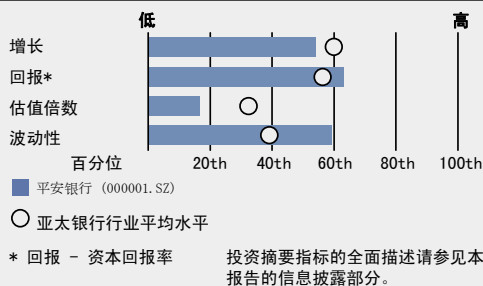 低 高
增长
回报*
估值倍数
波动性
百分位 20th 40th 60th 80th 100th
平安银行 (000001.SZ)
亚太银行行业平均水平
* 回报 - 资本回报率 投资摘要指标的全面描述请参见本
报告的信息披露部分。